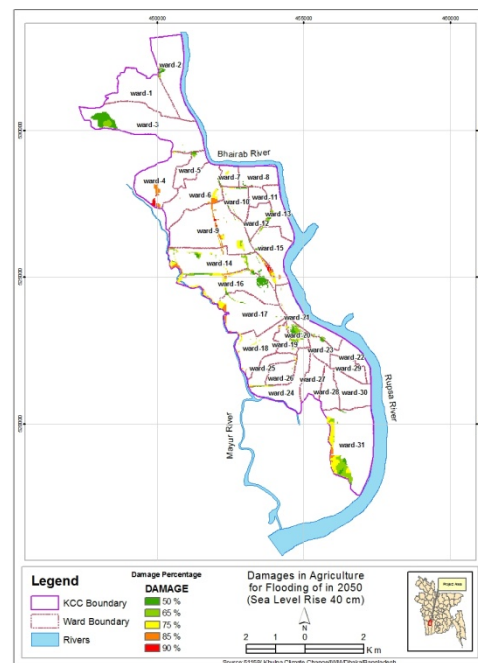 ward-2
ward-1
ward-3
Bhairab River
ward-5
ward-4
ward-7
ward-8
ward-6
ward-10
ward-11
ward-13
ward-12
ward-9
ward-15
ward-14
ward-16
ward-17
ward-21
ward-20
ward-19
ward-23
ward-18
ward-22
ward-25
ward-29
ward-26
ward-27
ward-24
ward-28
ward-30
Rupsa River
Mayur River
ward-31
Legend
KCC Boundary
Ward Boundary
Rivers
Damage Percentage
DAMAGE
50 %
65 %
75 %
85 %
90 %
Damages in Agriculture
for Flooding of in 2050
(Sea Level Rise 40 cm)
N
2 1 0 2
Km
Project Area